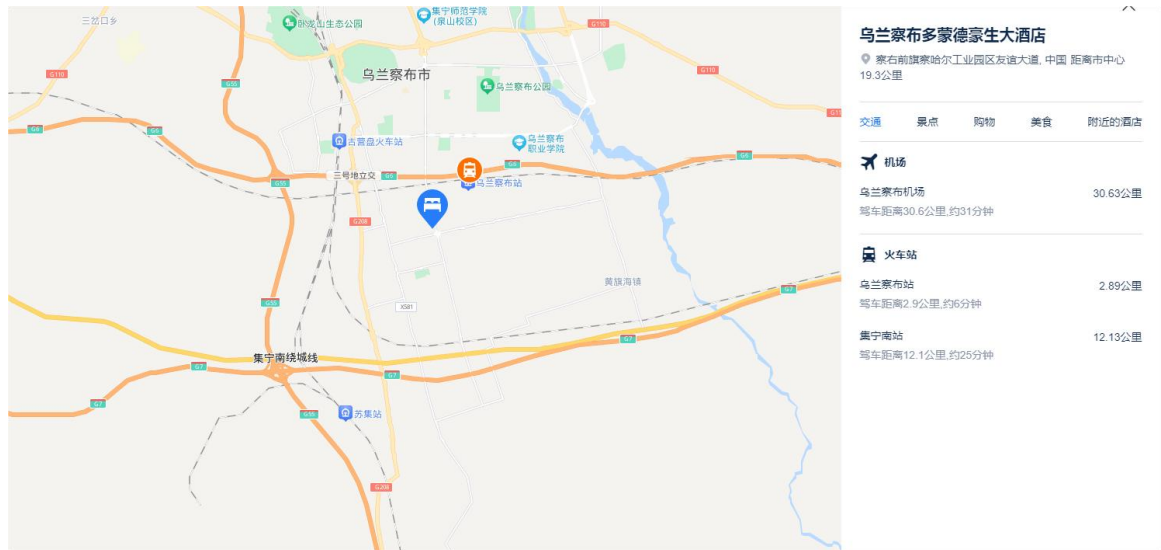 三岔口乡
卧龙山生态公园
集宁师范学院
(泉山校区)
G110
G110
G110
乌兰察布市
G55
乌兰察布公园
G6
G6
古营盘火车站
乌兰察布
职业学院
G6
G6
三号地立交
G6
G55
乌兰察布站
G208
黄旗海镇
G7
G55
X581
G7
集宁南绕城线
G7
G7
G7
G55
苏集站
G208
乌兰察布多蒙德豪生大酒店
察右前旗察哈尔工业园区友谊大道, 中国 距离市中心
19.3公里
交通 景点 购物 美食 附近的酒店
机场
乌兰察布机场 30.63公里
驾车距离30.6公里,约31分钟
火车站
乌兰察布站 2.89公里
驾车距离2.9公里,约6分钟
集宁南站 12.13公里
驾车距离12.1公里,约25分钟